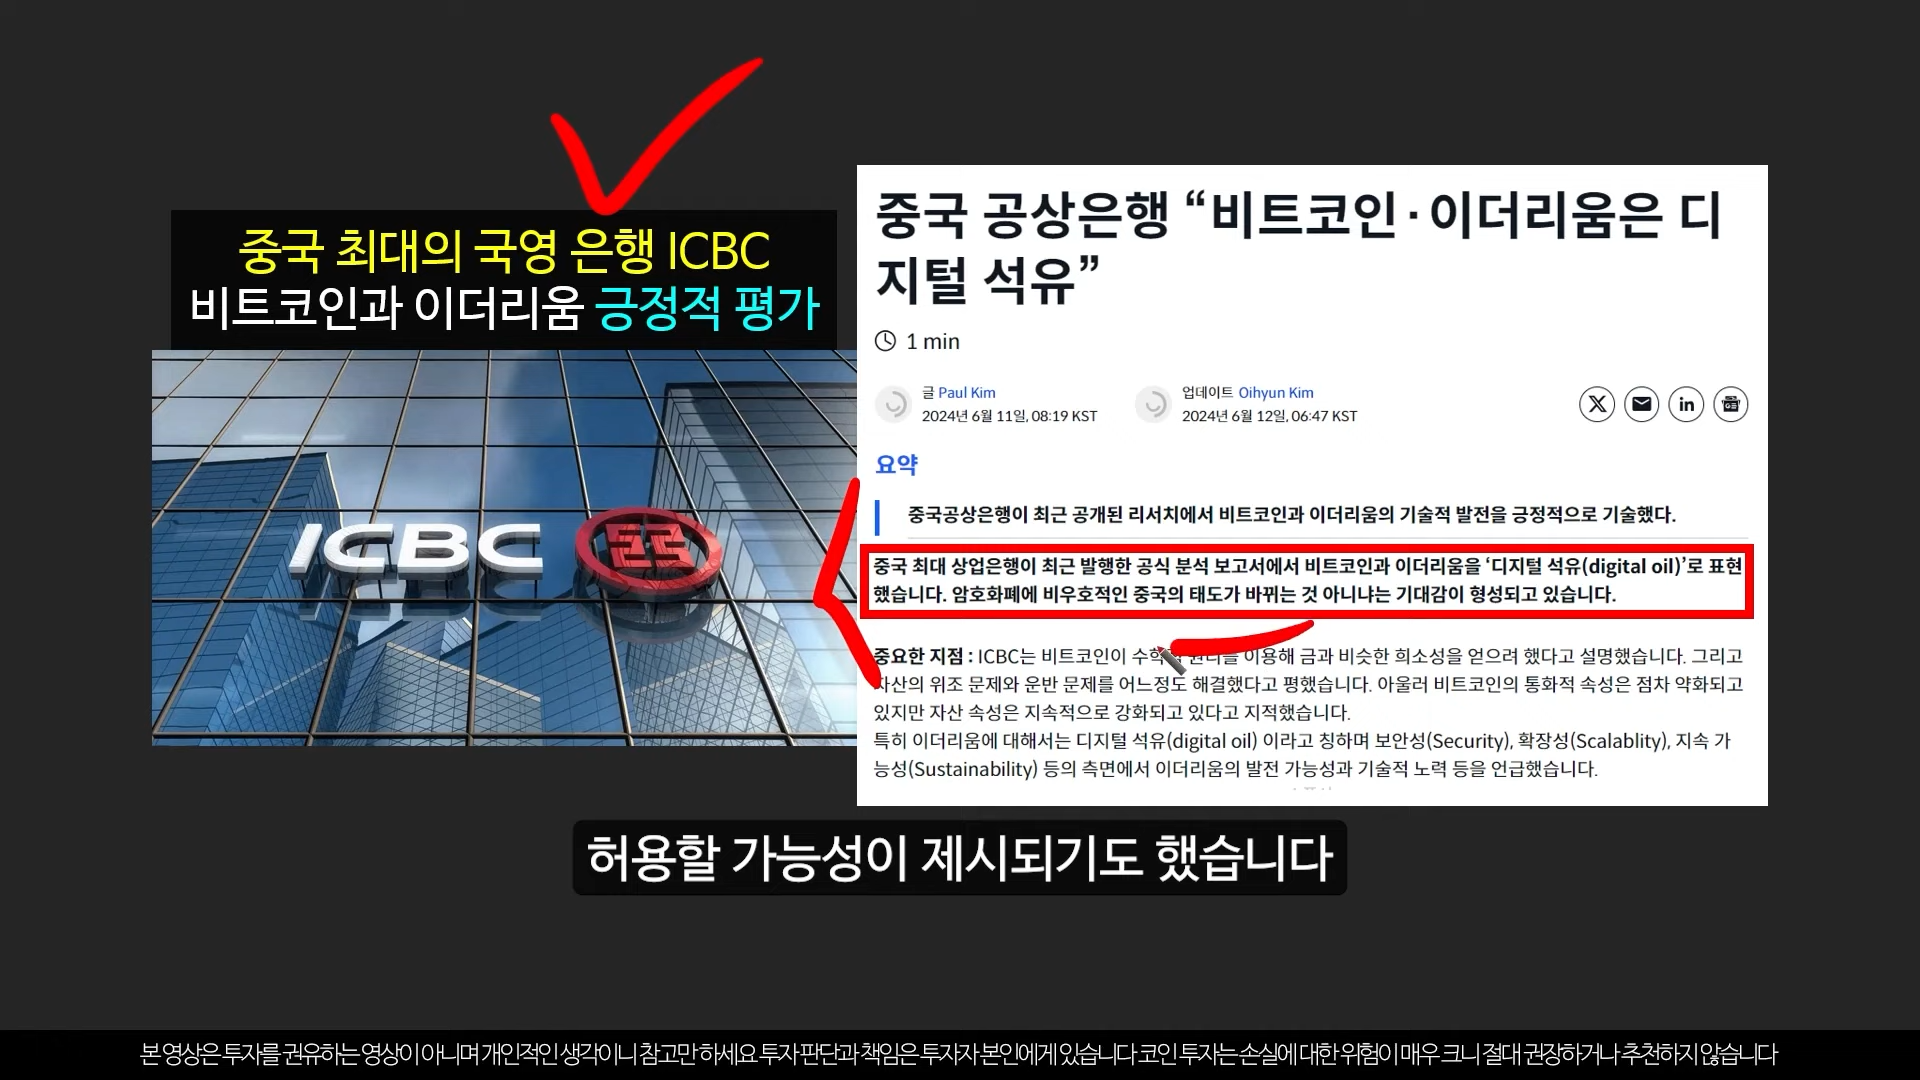 중국 최대의 국영 은행 ICBC
비트코인과 이더리움 긍정적 평가
ICBC
중국 공상은행 “비트코인·이더리움은 디
지털 석유”
1 min
글 Paul Kim
2024년 6월 11일, 08:19 KST
업데이트 Oihyun Kim
2024년 6월 12일, 06:47 KST
요약
중국공상은행이 최근 공개된 리서치에서 비트코인과 이더리움의 기술적 발전을 긍정적으로 기술했다.
중국 최대 상업은행이 최근 발행한 공식 분석 보고서에서 비트코인과 이더리움을 ‘디지털 석유(digital oil)’로 표현
했습니다. 암호화폐에 비우호적인 중국의 태도가 바뀌는 것 아니냐는 기대감이 형성되고 있습니다.
중요한 지점 : ICBC는 비트코인이 이용해 금과 비슷한 희소성을 얻으려 했다고 설명했습니다. 그리고
자산의 위조 문제와 운반 문제를 어느정도 해결했다고 평했습니다. 아울러 비트코인의 통화적 속성은 점차 약화되고
있지만 자산 속성은 지속적으로 강화되고 있다고 지적했습니다.
특히 이더리움에 대해서는 디지털 석유(digital oil) 이라고 칭하며 보안성(Security), 확장성(Scalablity), 지속 가
능성(Sustainability) 등의 측면에서 이더리움의 발전 가능성과 기술적 노력 등을 언급했습니다.
허용할 가능성이 제시되기도 했습니다
본 영상은 투자를 권유하는 영상이 아니며 개인적인 생각이니 참고만 하세요 투자 판단과 책임은 투자자 본인에게 있습니다 코인 투자는 손실에 대한 위험이 매우 크니 절대 권장하거나 추천하지 않습니다